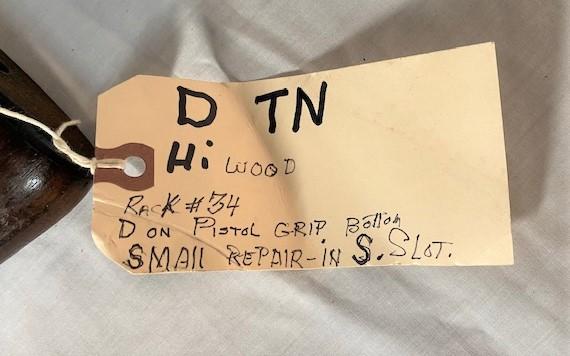 D TN
Hi WOOD
RACK #34
D ON PISTOL GRIP Bottom
SMAll REPAIR-IN S. SLOT.